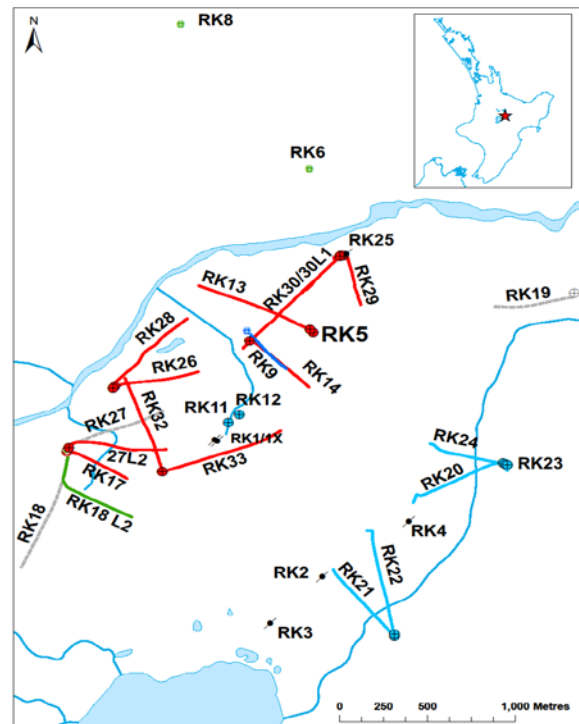 N
RK8
RK6
RK25
RK30/30L1
RK29
RK13
RK19
RK5
RK28
RK9
RK14
RK26
RK12
RK11
RK32
RK27
RK1/1X
27L2
RK33
RK24
RK23
RK17
RK20
RK18 L2
RK18
RK4
RK22
RK2
RK21
RK3
0 250 500 1,000 Metres